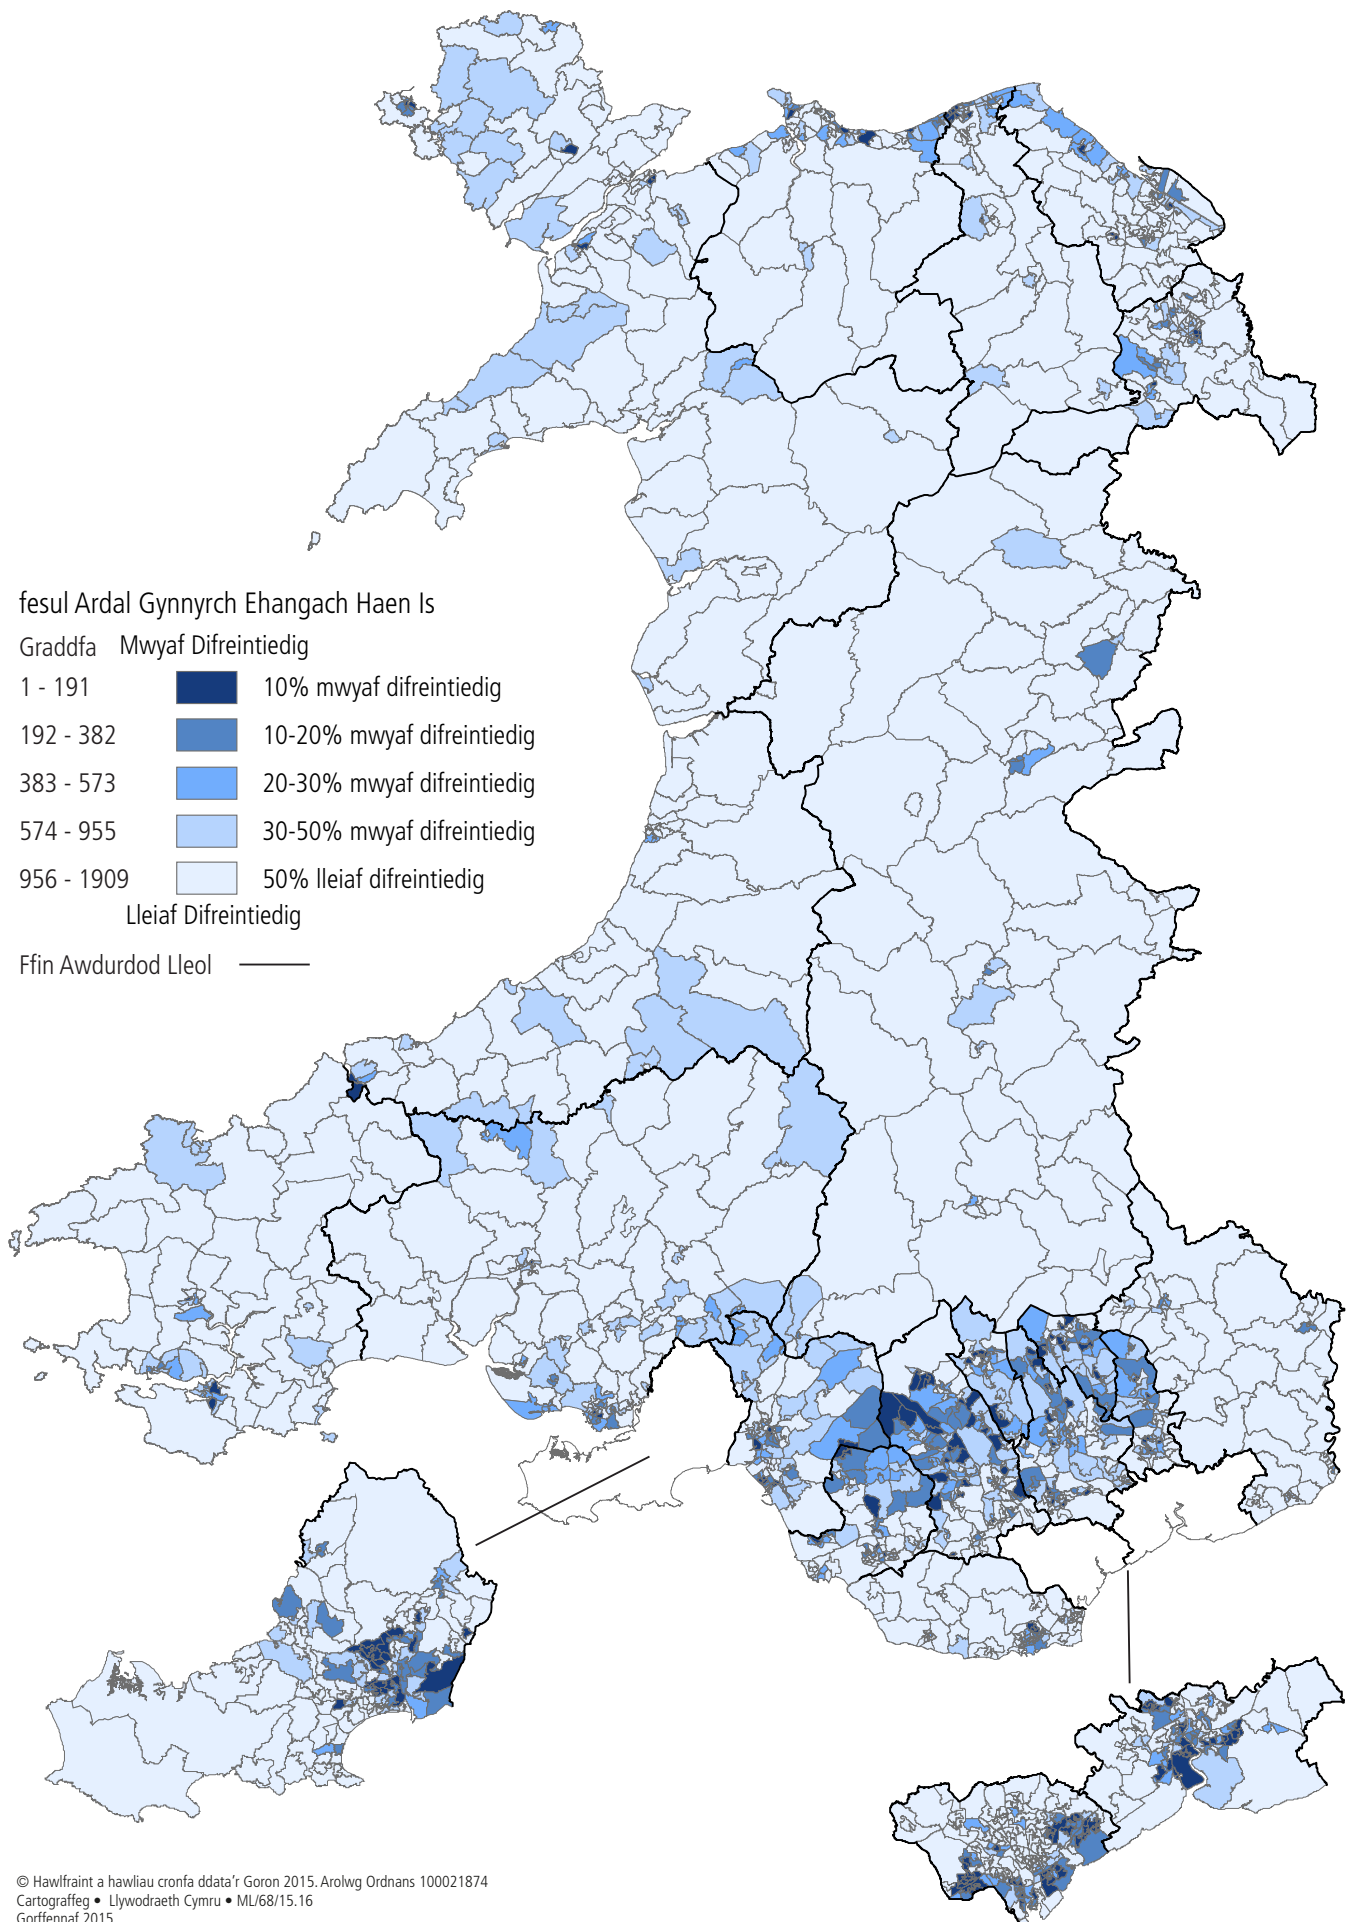 fesul Ardal Gynnyrch Ehangach Haen Is
Graddfa Mwyaf Difreintiedig
1 - 191 10% mwyaf difreintiedig
192 - 382 10-20% mwyaf difreintiedig
383 - 573 20-30% mwyaf difreintiedig
574 - 955 30-50% mwyaf difreintiedig
956 - 1909 50% lleiaf difreintiedig
Lleiaf Difreintiedig
Ffin Awdurdod Lleol
© Hawlfraint a hawliau cronfa ddata'r Goron 2015. Arolwg Ordnans 100021874
Cartograffeg • Llywodraeth Cymru • ML/68/15.16
Gorffennaf 2015